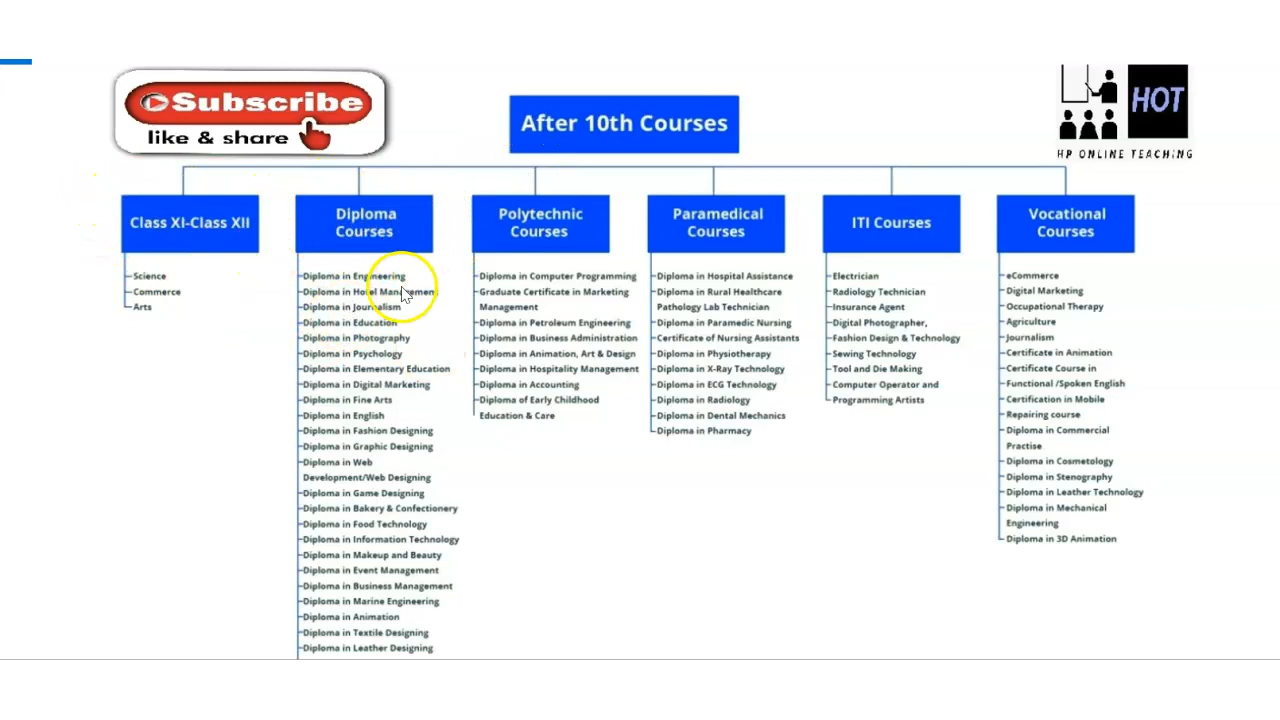 Subscribe
like & share
After 10th Courses
HOT
HP ONLINE TEACHING
Class XI-Class XII
Science
Commerce
Arts
Diploma
Courses
Diploma in Engineering
Diploma in Hotel Management
Diploma in Journalism
Diploma in Education
Diploma in Photography
Diploma in Psychology
Diploma in Elementary Education
Diploma in Digital Marketing
Diploma in Fine Arts
Diploma in English
Diploma in Fashion Designing
Diploma in Graphic Designing
Diploma in Web
Development/Web Designing
Diploma in Game Designing
Diploma in Bakery & Confectionery
Diploma in Food Technology
Diploma in Information Technology
Diploma in Makeup and Beauty
Diploma in Event Management
Diploma in Business Management
Diploma in Marine Engineering
Diploma in Animation
Diploma in Textile Designing
Diploma in Leather Designing
Polytechnic
Courses
Diploma in Computer Programming
Graduate Certificate in Marketing
Management
Diploma in Petroleum Engineering
Diploma in Business Administration
Diploma in Animation, Art & Design
Diploma in Hospitality Management
Diploma in Accounting
Diploma of Early Childhood
Education & Care
Paramedical
Courses
Diploma in Hospital Assistance
Diploma in Rural Healthcare
Pathology Lab Technician
Diploma in Paramedic Nursing
Certificate of Nursing Assistants
Diploma in Physiotherapy
Diploma in X-Ray Technology
Diploma in ECG Technology
Diploma in Radiology
Diploma in Dental Mechanics
Diploma in Pharmacy
ITI Courses
Electrician
Radiology Technician
Insurance Agent
Digital Photographer,
Fashion Design & Technology
Sewing Technology
Tool and Die Making
Computer Operator and
Programming Artists
Vocational
Courses
eCommerce
Digital Marketing
Occupational Therapy
Agriculture
Journalism
Certificate in Animation
Certificate Course in
Functional /Spoken English
Certification in Mobile
Repairing course
Diploma in Commercial
Practise
Diploma in Cosmetology
Diploma in Stenography
Diploma in Leather Technology
Diploma in Mechanical
Engineering
Diploma in 3D Animation